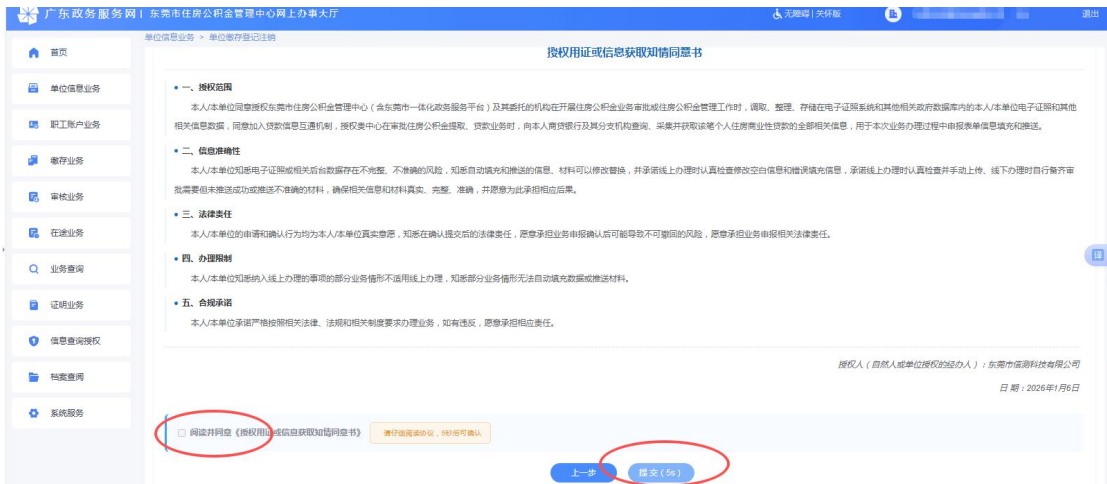 广东政务服务网 | 东莞市住房公积金管理中心网上办事大厅
无障碍 | 关怀版
退出
首页
单位信息业务
职工账户业务
缴存业务
审核业务
在途业务
业务查询
证明业务
信息查询授权
档案查阅
系统服务
单位信息业务 > 单位缴存登记注销
授权用证或信息获取知情同意书
一、授权范围
本人/本单位同意授权东莞市住房公积金管理中心（含东莞市一体化政务服务平台）及其委托的机构在开展住房公积金业务审批或住房公积金管理工作时，调取、整理、存储在电子证照系统和其他相关政府数据库内的本人/本单位电子证照和其他
相关信息数据，同意加入贷款信息互通机制，授权贵中心在审批住房公积金提取、贷款业务时，向本人商贷银行及其分支机构查询、采集并获取该笔个人住房商业性贷款的全部相关信息，用于本次业务办理过程中申报表单信息填充和推送。
二、信息准确性
本人/本单位知悉电子证照或相关后台数据存在不完整、不准确的风险，知悉自动填充和推送的信息、材料可以修改替换，并承诺线上办理时认真检查修改空白信息和错误填充信息，承诺线上办理时认真检查并手动上传、线下办理时自行备齐审
批需要但未推送成功或推送不准确的材料，确保相关信息和材料真实、完整、准确，并愿意为此承担相应后果。
三、法律责任
本人/本单位的申请和确认行为均为本人/本单位真实意愿，知悉在确认提交后的法律责任，愿意承担业务申报确认后可能导致不可撤回的风险，愿意承担业务申报相关法律责任。
四、办理限制
本人/本单位知悉纳入线上办理的事项的部分业务情形不适用线上办理，知悉部分业务情形无法自动填充数据或推送材料。
五、合规承诺
本人/本单位承诺严格按照相关法律、法规和相关制度要求办理业务，如有违反，愿意承担相应责任。
授权人（自然人或单位授权的经办人）：东莞市信测科技有限公司
日期：2026年1月6日
阅读并同意《授权用证或信息获取知情同意书》
请仔细阅读协议，5秒后可确认
上一步
提交（5s）
译